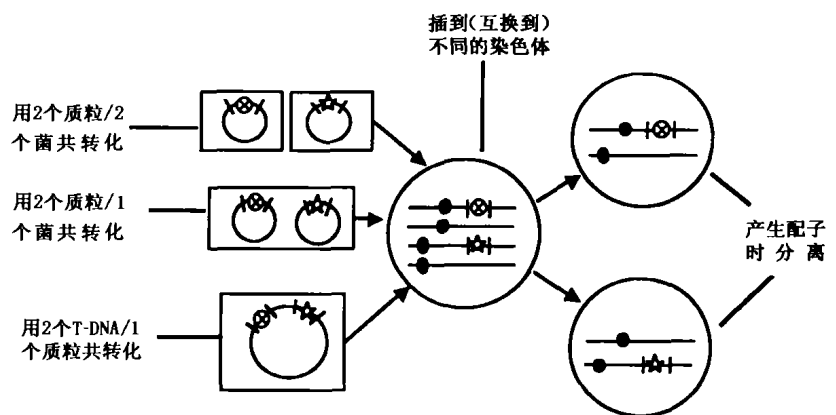 插到(互换到)
不同的染色体
用2个质粒/2
个菌共转化
用2个质粒/1
个菌共转化
用2个T-DNA/1
个质粒共转化
产生配子
时分离